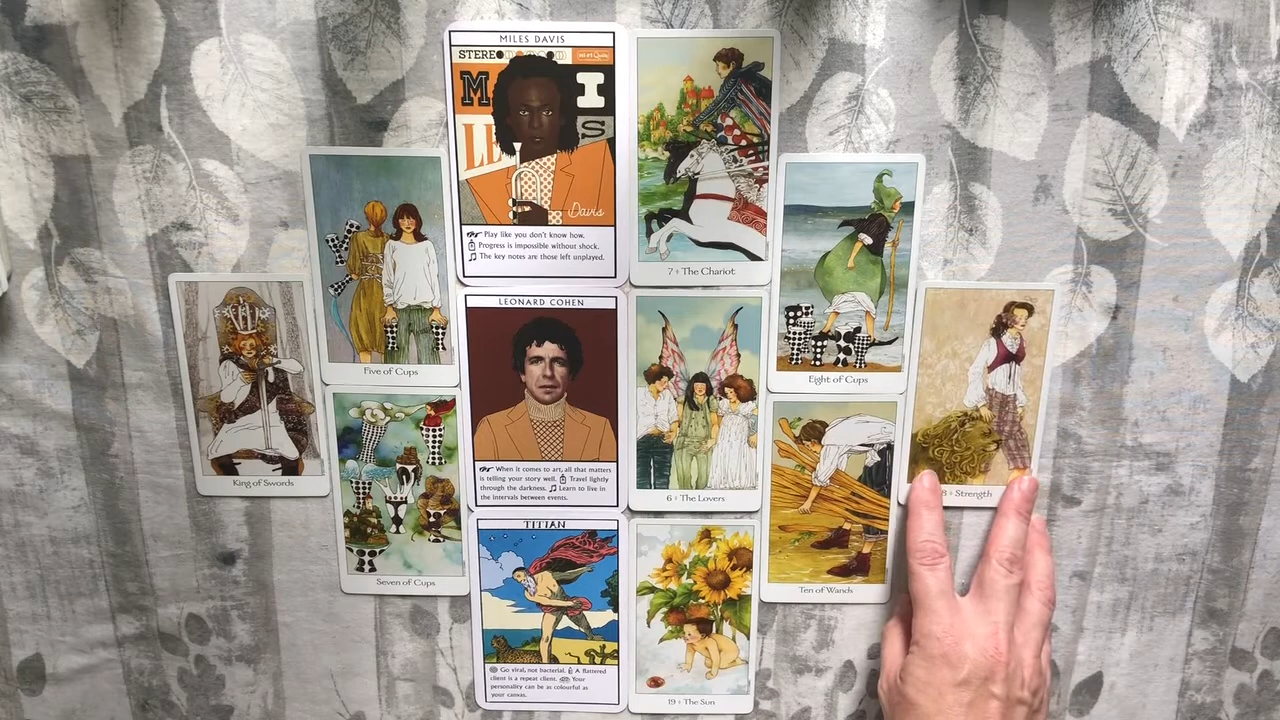 MILES DAVIS
STEREO
M I
LE S
Davis
Play like you don't know how.
Progress is impossible without shock.
The key notes are those left unplayed.
7 The Chariot
Five of Cups
Eight of Cups
LEONARD COHEN
When it comes to art, all that matters
is telling your story well. Travel lightly
through the darkness. Learn to live in
the intervals between events.
6 The Lovers
King of Swords
8 Strength
Seven of Cups
Ten of Wands
TITIAN
Go viral, not bacterial. A flattered
client is a repeat client. Your
personality can be as colourful as
your canvas.
19 The Sun